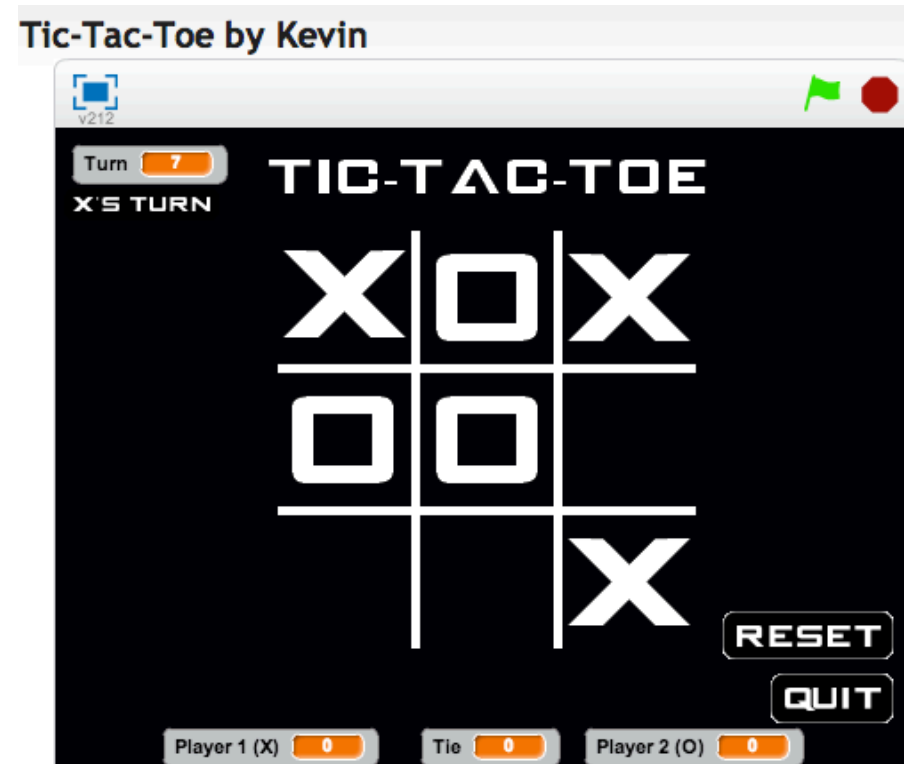 Tic-Tac-Toe by Kevin
v212
Turn 7
X'S TURN
TIC-TAC-TOE
X O X
O O
X
RESET
QUIT
Player 1 (X) 0 Tie 0 Player 2 (O) 0